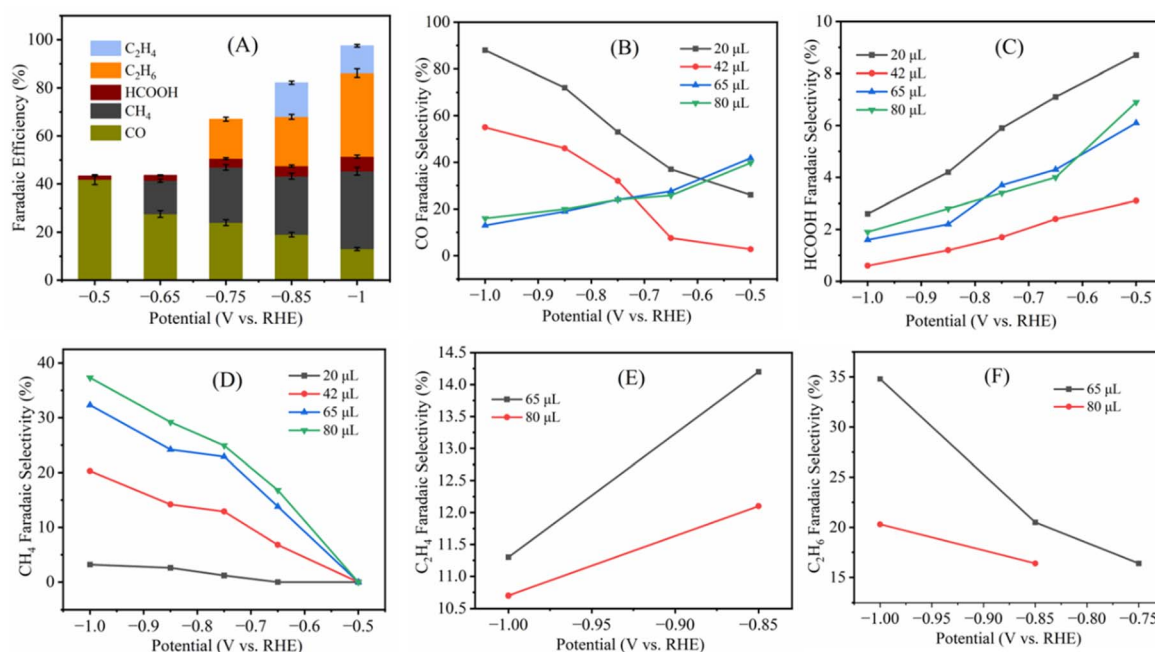 (A)
C₂H₄
C₂H₆
HCOOH
CH₄
CO
Faradaic Efficiency (%)
100
80
60
40
20
0
−0.5 −0.65 −0.75 −0.85 −1
Potential (V vs. RHE)
(B)
20 μL
42 μL
65 μL
80 μL
CO Faradaic Selectivity (%)
100
80
60
40
20
0
−1.0 −0.9 −0.8 −0.7 −0.6 −0.5
Potential (V vs. RHE)
(C)
20 μL
42 μL
65 μL
80 μL
HCOOH Faradaic Selectivity (%)
8
6
4
2
0
−1.0 −0.9 −0.8 −0.7 −0.6 −0.5
Potential (V vs. RHE)
(D)
20 μL
42 μL
65 μL
80 μL
CH₄ Faradaic Selectivity (%)
40
30
20
10
0
−1.0 −0.9 −0.8 −0.7 −0.6 −0.5
Potential (V vs. RHE)
(E)
65 μL
80 μL
C₂H₄ Faradaic Selectivity (%)
14.5
14.0
13.5
13.0
12.5
12.0
11.5
11.0
10.5
−1.00 −0.95 −0.90 −0.85
Potential (V vs. RHE)
(F)
65 μL
80 μL
C₂H₆ Faradaic Selectivity (%)
35
31
27
23
19
15
−1.00 −0.95 −0.90 −0.85 −0.80 −0.75
Potential (V vs. RHE)